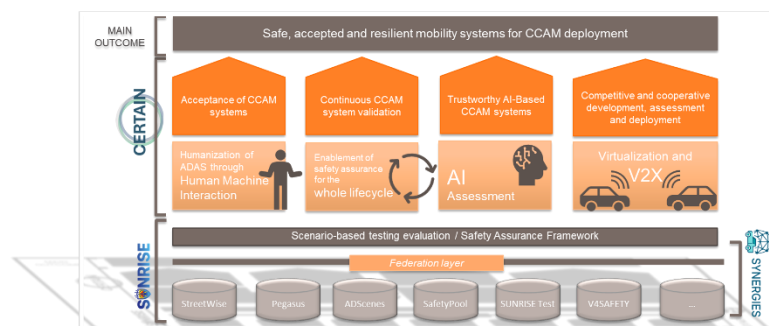 MAIN
OUTCOME
Safe, accepted and resilient mobility systems for CCAM deployment
CERTAIN
Acceptance of CCAM
systems
Continuous CCAM
system validation
Trustworthy AI-Based
CCAM systems
Competitive and cooperative
development, assessment
and deployment
Humanization of
ADAS through
Human Machine
Interaction
Enablement of
safety assurance
for the
whole lifecycle
AI
Assessment
Virtualization and
V2X
SUNRISE
Scenario-based testing evaluation / Safety Assurance Framework
SYNERGIES
Federation layer
StreetWise
Pegasus
ADScenes
SafetyPool
SUNRISE Test
V4SAFETY
...